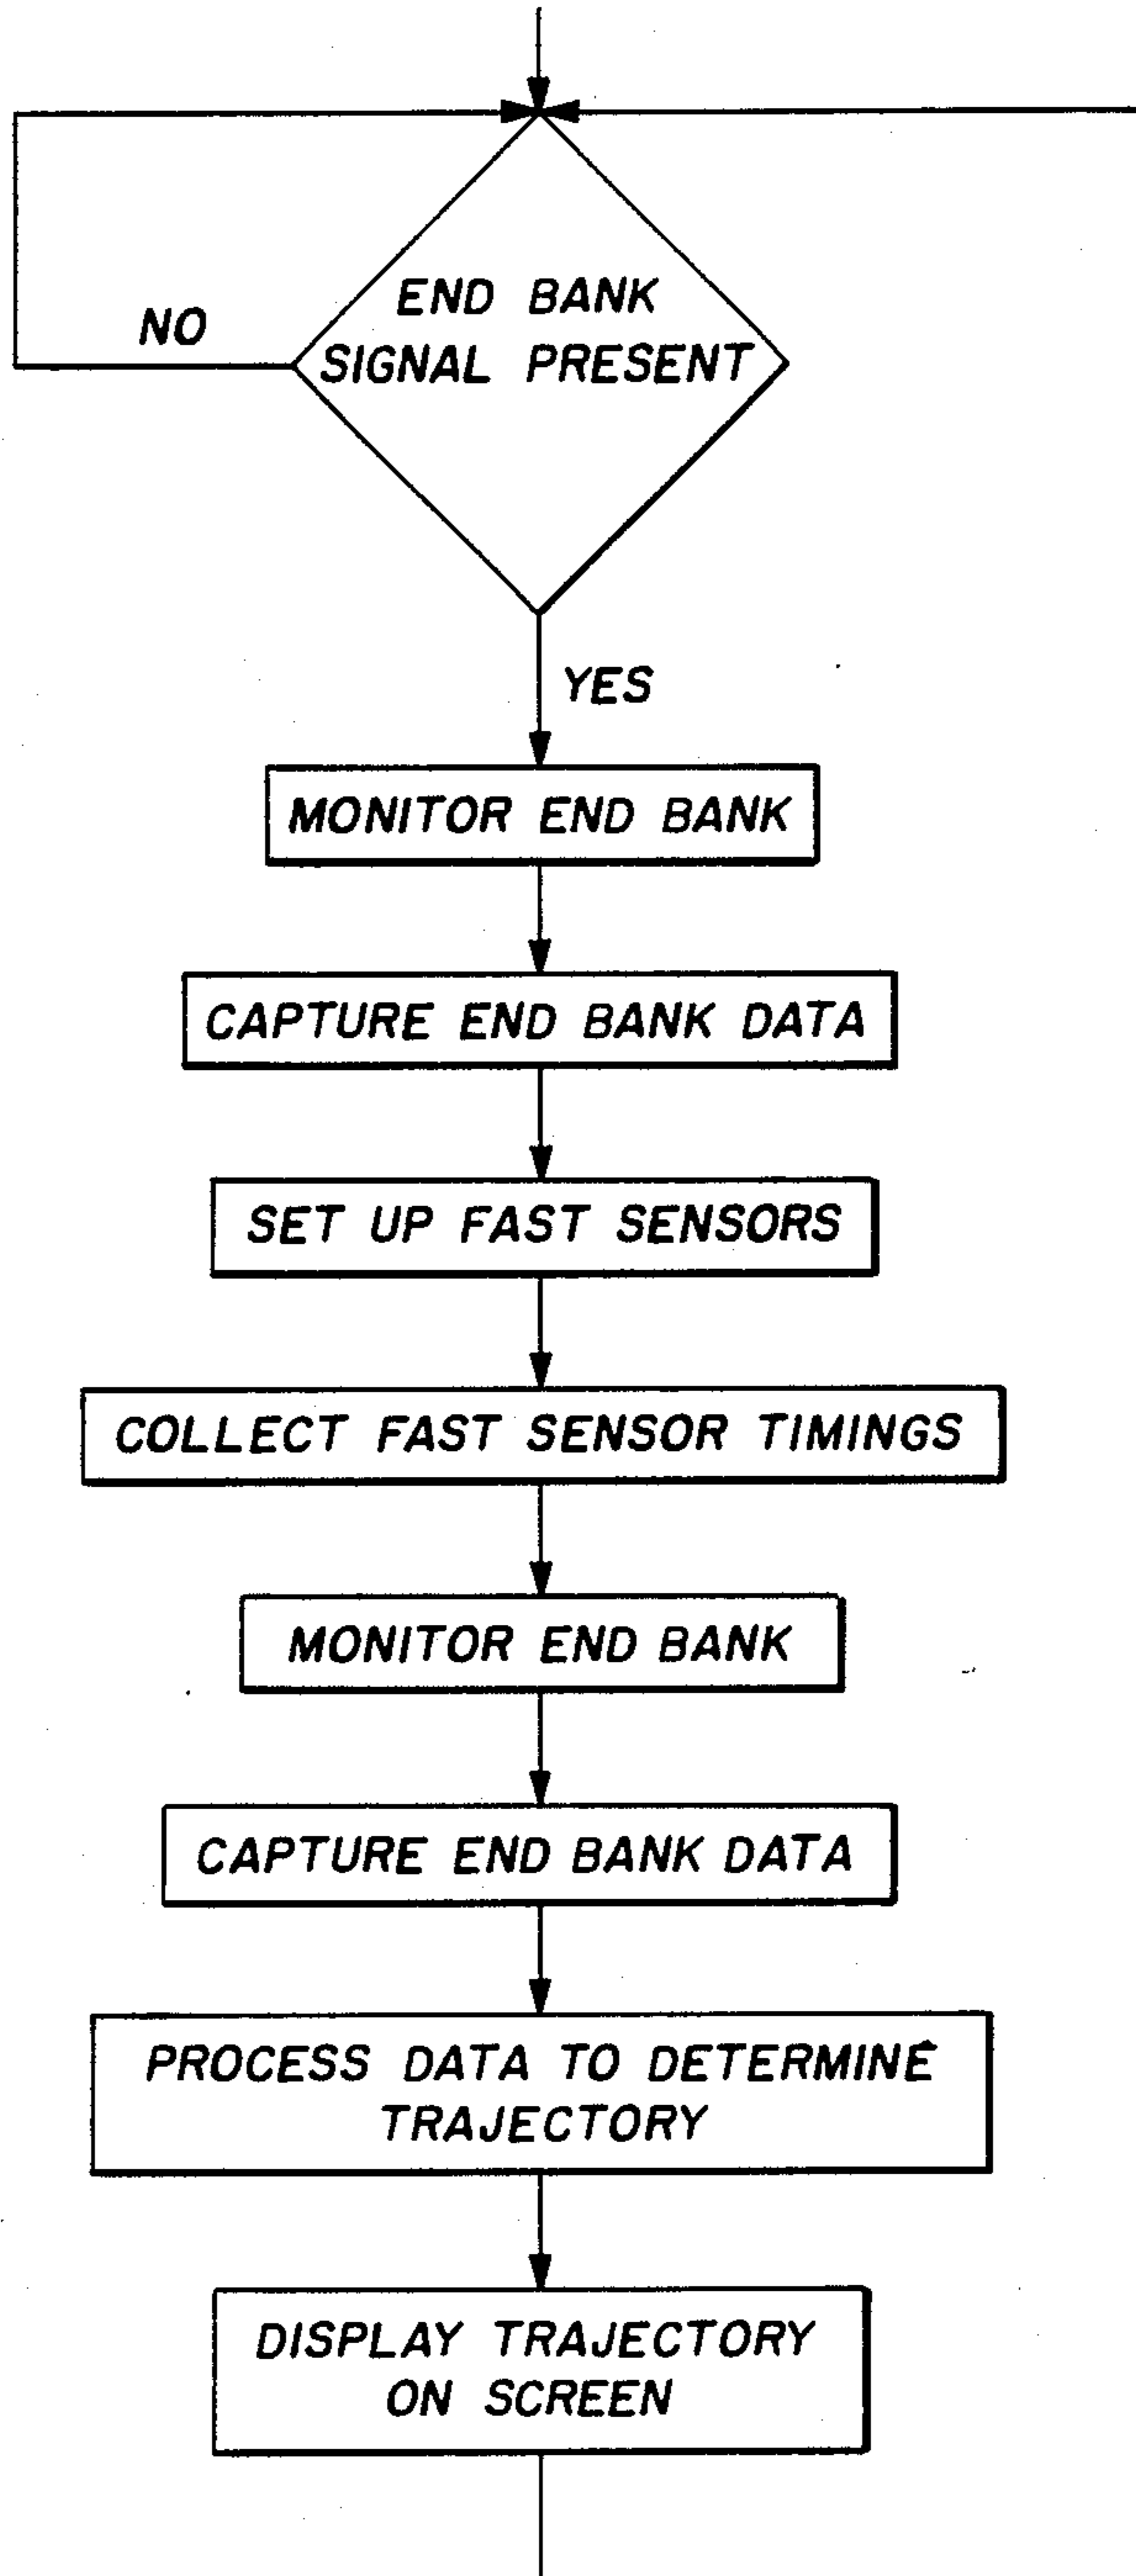 END BANK
SIGNAL PRESENT
NO
YES
MONITOR END BANK
CAPTURE END BANK DATA
SET UP FAST SENSORS
COLLECT FAST SENSOR TIMINGS
MONITOR END BANK
CAPTURE END BANK DATA
PROCESS DATA TO DETERMINE
TRAJECTORY
DISPLAY TRAJECTORY
ON SCREEN